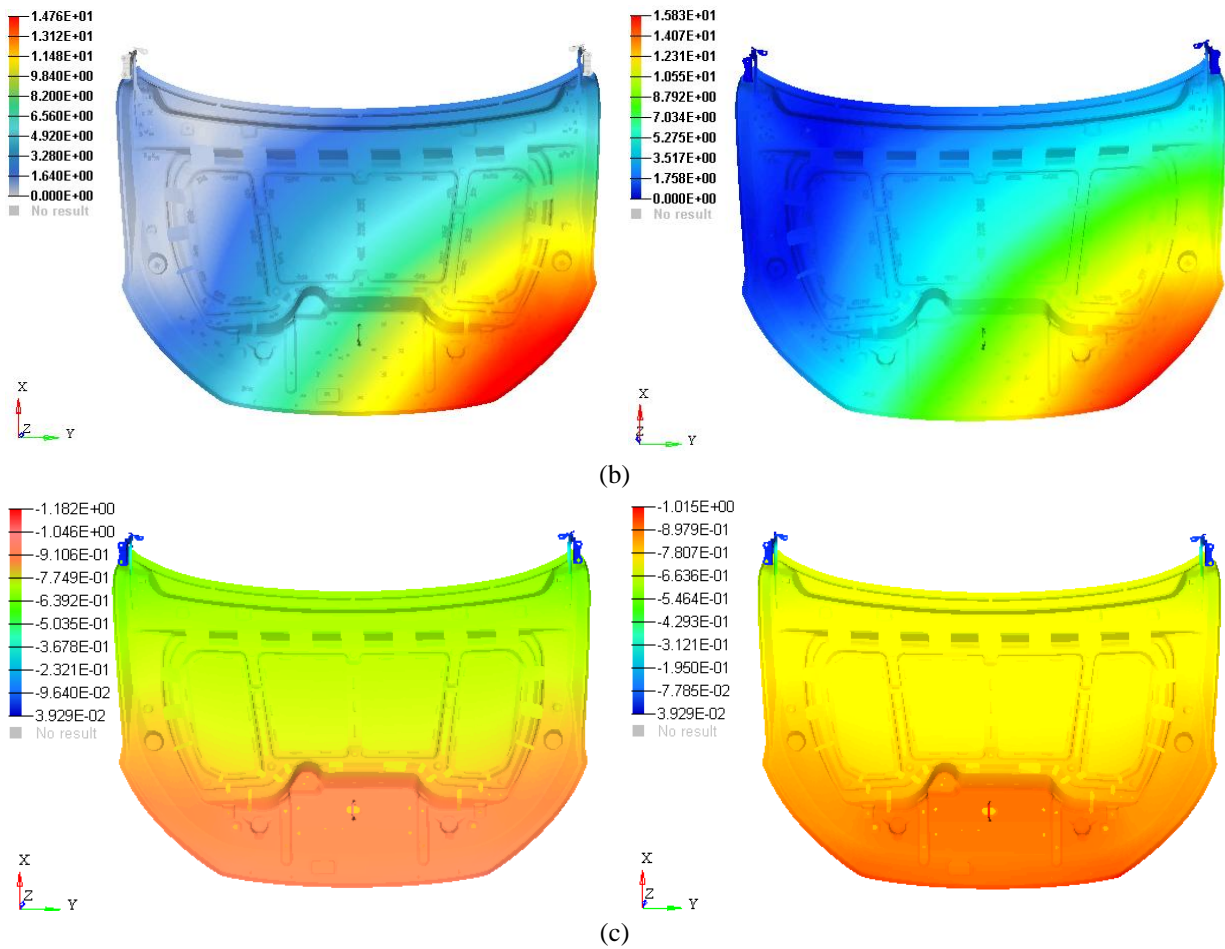 1.476E+01
1.312E+01
1.148E+01
9.840E+00
8.200E+00
6.560E+00
4.920E+00
3.280E+00
1.640E+00
0.000E+00
No result
X
Z
Y
1.583E+01
1.407E+01
1.231E+01
1.055E+01
8.792E+00
7.034E+00
5.275E+00
3.517E+00
1.758E+00
0.000E+00
No result
X
Z
Y
(b)
-1.182E+00
-1.046E+00
-9.106E-01
-7.749E-01
-6.392E-01
-5.035E-01
-3.678E-01
-2.321E-01
-9.640E-02
3.929E-02
No result
X
Z
Y
-1.015E+00
-8.979E-01
-7.807E-01
-6.636E-01
-5.464E-01
-4.293E-01
-3.121E-01
-1.950E-01
-7.785E-02
3.929E-02
No result
X
Z
Y
(c)